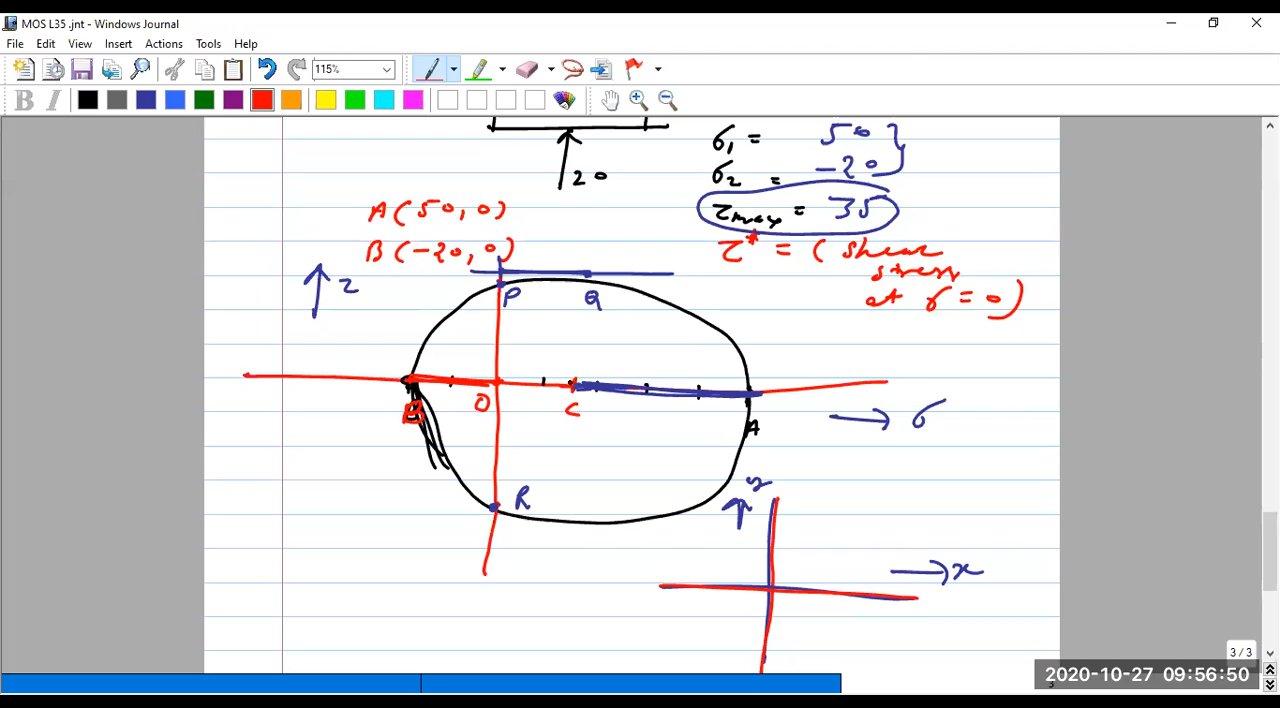 MOS L35 .jnt - Windows Journal
File Edit View Insert Actions Tools Help
115%
B I
σ₁ = 50
σ₂ = -20
20
τmax = 35
A(50,0)
B(-20,0)
τ* = (shear
stress
at σ = 0)
τ
P Q
B O C
A
→ σ
R
y
→ x
3 / 3
2020-10-27 09:56:50